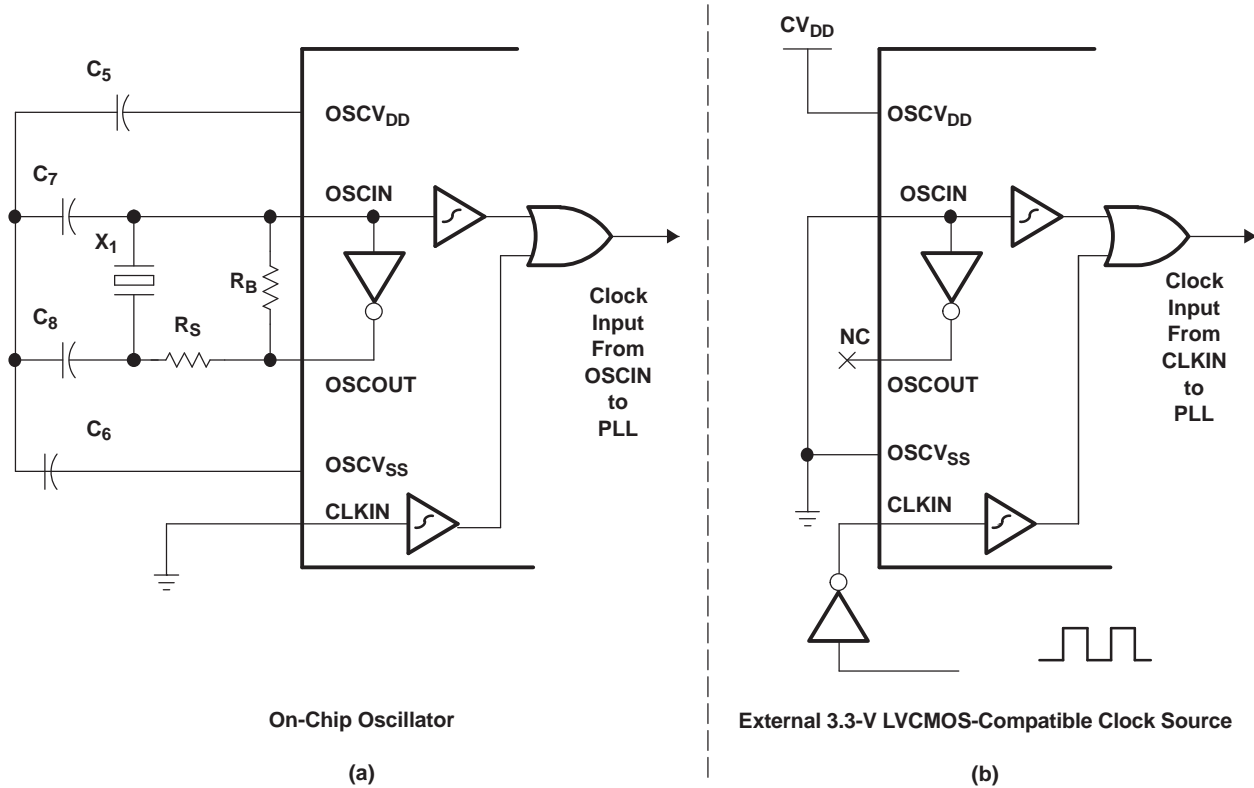 C5
OSCVDD
C7
OSCIN
X1
RB
C8
RS
OSCOUT
C6
OSCVSS
CLKIN
Clock
Input
From
OSCIN
to
PLL
On-Chip Oscillator
(a)
CVDD
OSCVDD
OSCIN
NC
OSCOUT
OSCVSS
CLKIN
Clock
Input
From
CLKIN
to
PLL
External 3.3-V LVCMOS-Compatible Clock Source
(b)